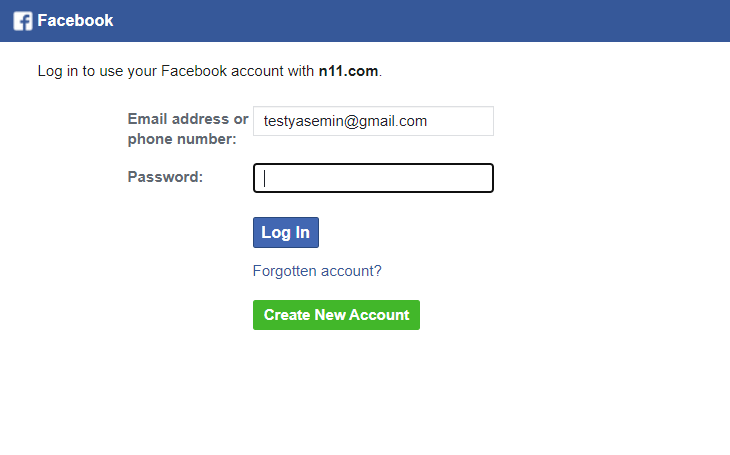 Facebook
Log in to use your Facebook account with n11.com.
Email address or
phone number:
testyasemin@gmail.com
Password:
Log In
Forgotten account?
Create New Account